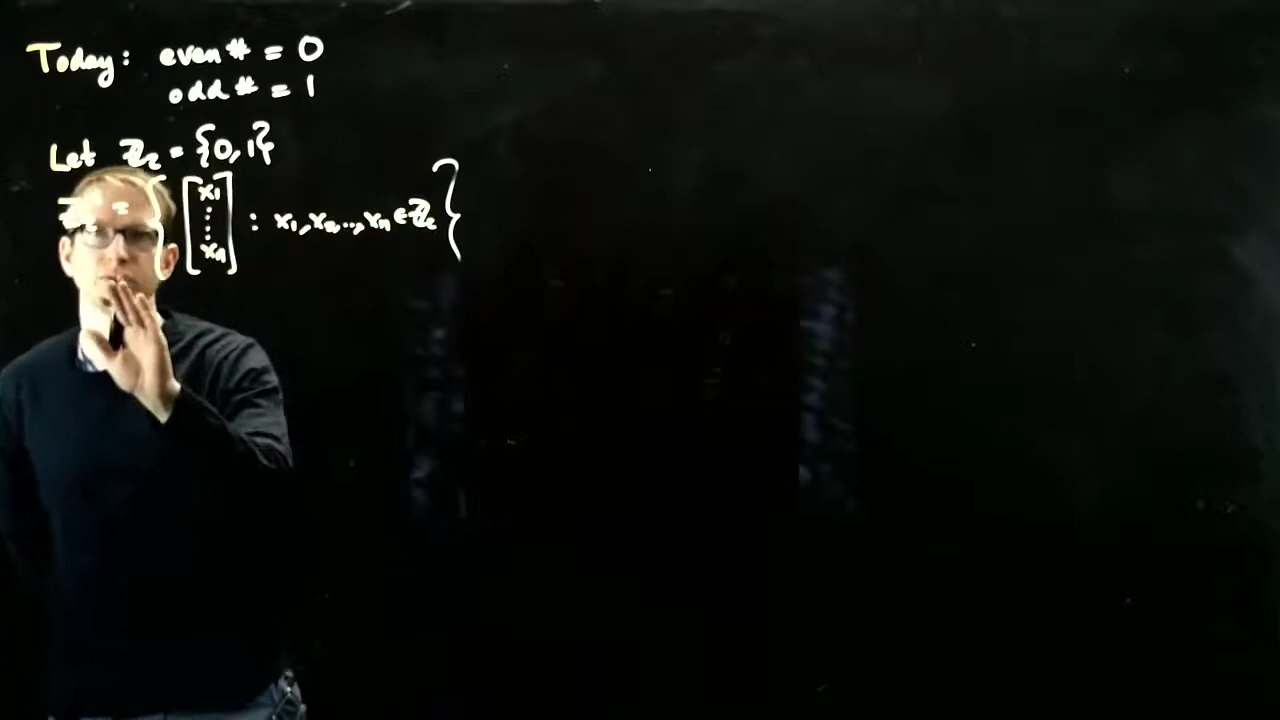 Today: even # = 0
odd # = 1
Let ℤ₂ = {0,1}
= { [x₁ ⋮ xₙ] : x₁,x₂,...,xₙ ∈ ℤ₂ }